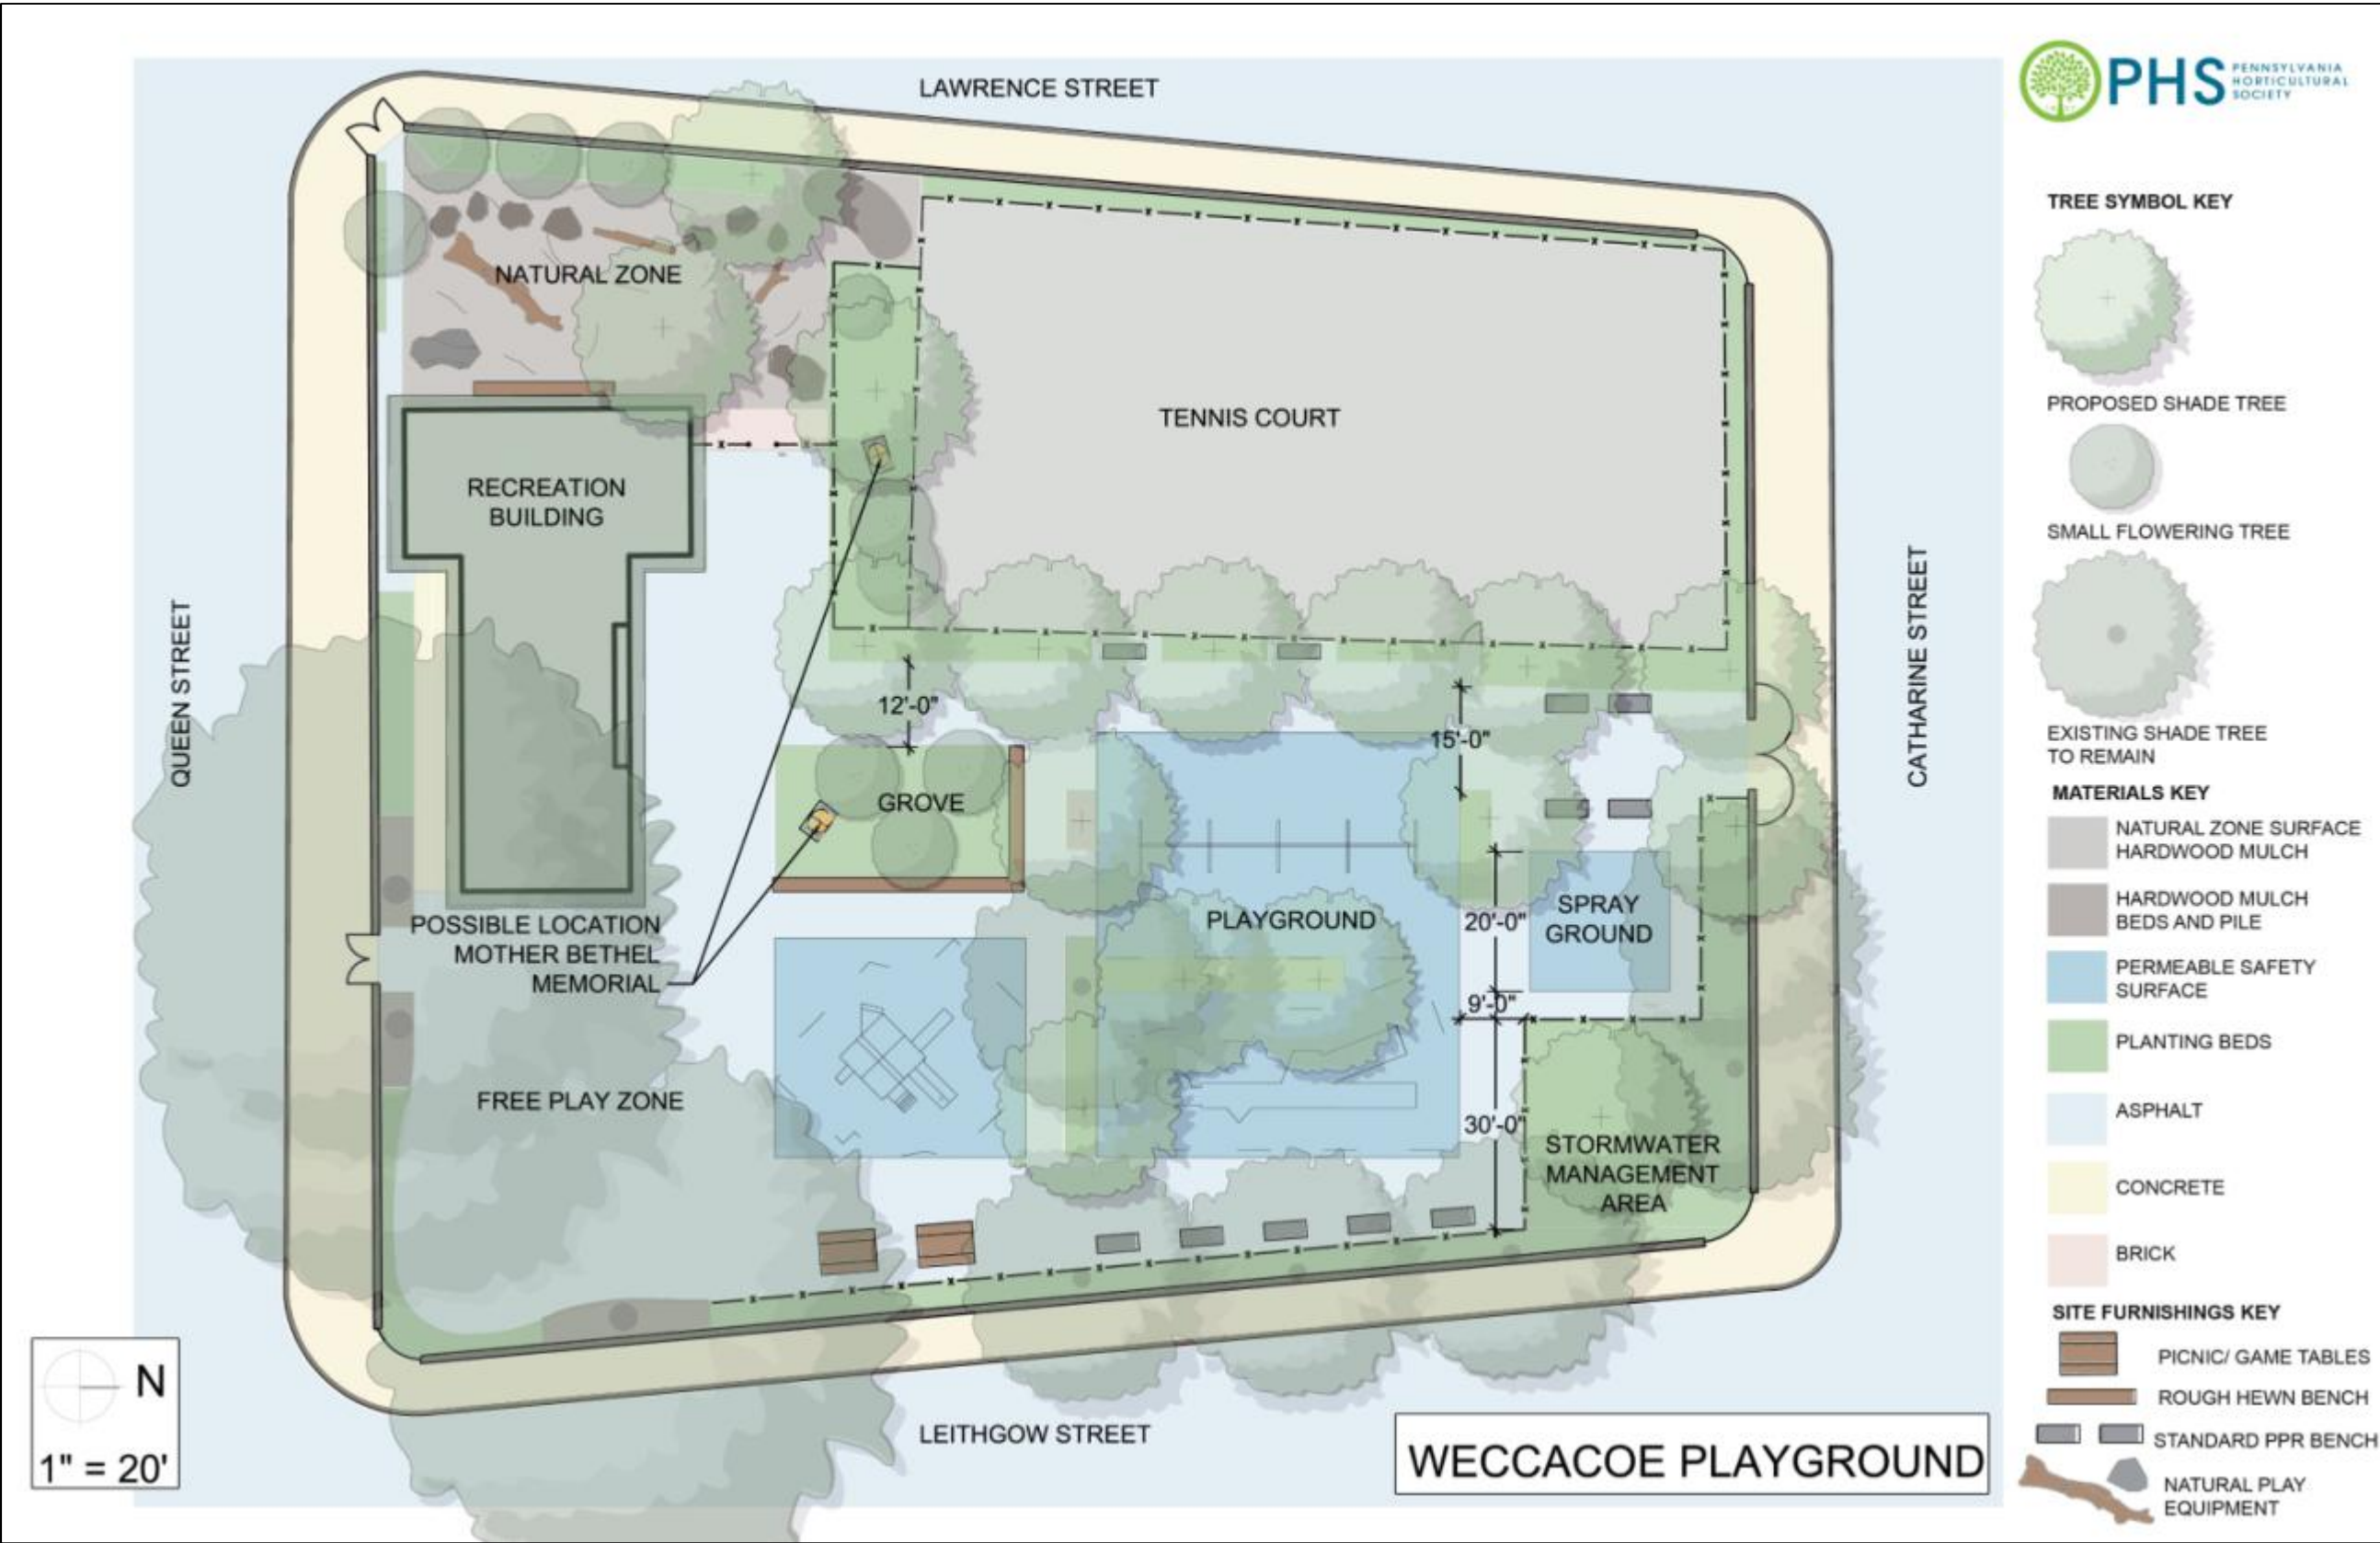 LAWRENCE STREET
PHS
PENNSYLVANIA
HORTICULTURAL
SOCIETY
NATURAL ZONE
TENNIS COURT
RECREATION
BUILDING
QUEEN STREET
CATHARINE STREET
12'-0"
15'-0"
GROVE
PLAYGROUND
20'-0"
SPRAY
GROUND
POSSIBLE LOCATION
MOTHER BETHEL
MEMORIAL
9'-0"
FREE PLAY ZONE
30'-0"
STORMWATER
MANAGEMENT
AREA
LEITHGOW STREET
N
1" = 20'
WECCACOE PLAYGROUND
TREE SYMBOL KEY
PROPOSED SHADE TREE
SMALL FLOWERING TREE
EXISTING SHADE TREE
TO REMAIN
MATERIALS KEY
NATURAL ZONE SURFACE
HARDWOOD MULCH
HARDWOOD MULCH
BEDS AND PILE
PERMEABLE SAFETY
SURFACE
PLANTING BEDS
ASPHALT
CONCRETE
BRICK
SITE FURNISHINGS KEY
PICNIC/ GAME TABLES
ROUGH HEWN BENCH
STANDARD PPR BENCH
NATURAL PLAY
EQUIPMENT